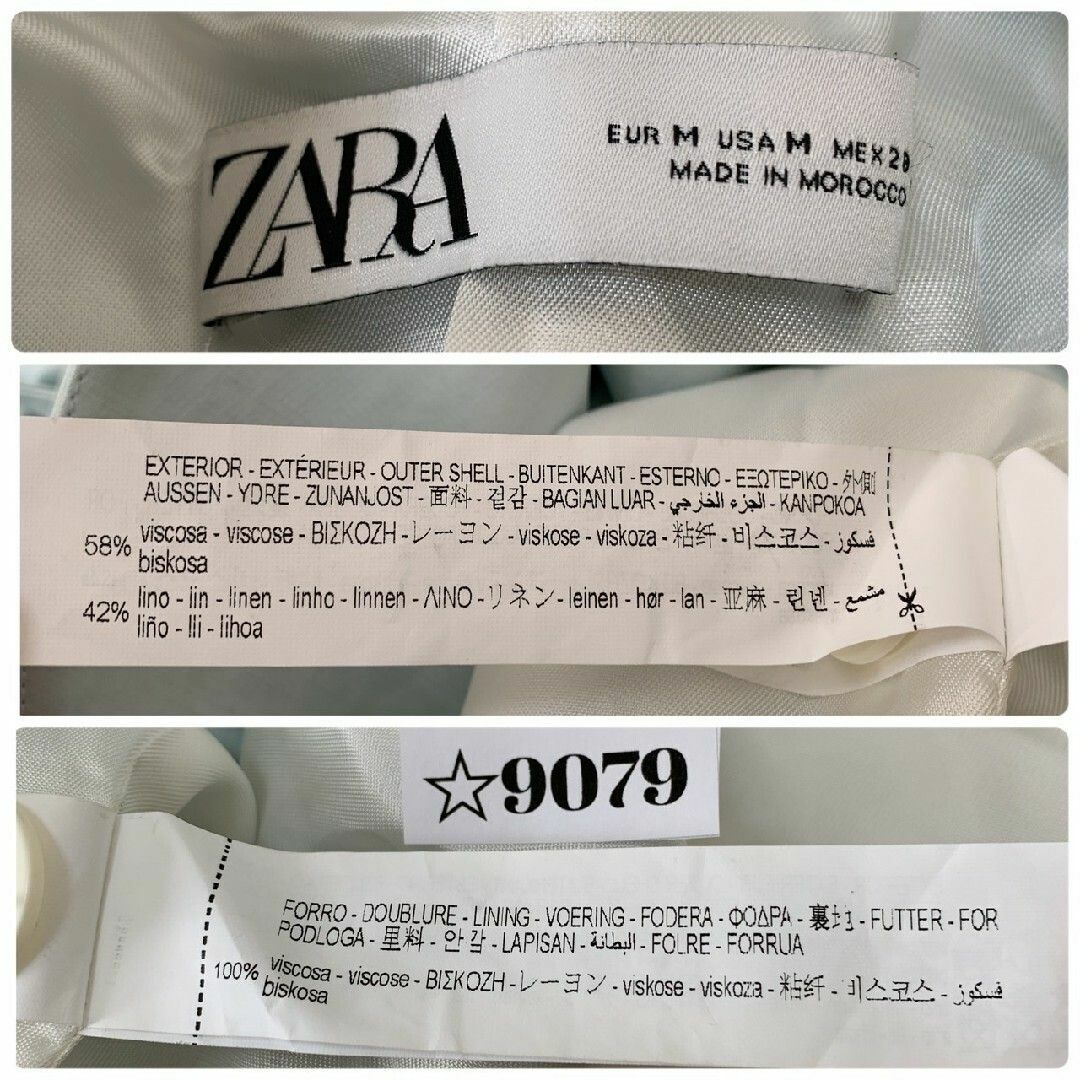 ZARA
EUR M USA M MEX 28
MADE IN MOROCCO
EXTERIOR - EXTÉRIEUR - OUTER SHELL - BUITENKANT - ESTERNO - ΕΞΩΤΕΡΙΚΟ - 外側
AUSSEN - YDRE - ZUNANJOST - 面料 - 겉감 - BAGIAN LUAR - الجزء الخارجي - KANPOKOA
58% viscosa - viscose - ΒΙΣΚΟΖΗ - レーヨン - viskose - viskoza - 粘纤 - 비스코스 - فسكوز
biskosa
42% lino - lin - linen - linho - linnen - ΛΙΝΟ - リネン - leinen - hør - lan - 亚麻 - 린넨 - مشمع
liño - lli - lihoa
☆9079
FORRO - DOUBLURE - LINING - VOERING - FODERA - ΦΟΔΡΑ - 裏地 - FUTTER - FOR
PODLOGA - 里料 - 안감 - LAPISAN - البطانة - FOLRE - FORRUA
100% viscosa - viscose - ΒΙΣΚΟΖΗ - レーヨン - viskose - viskoza - 粘纤 - 비스코스 - فسكوز
biskosa